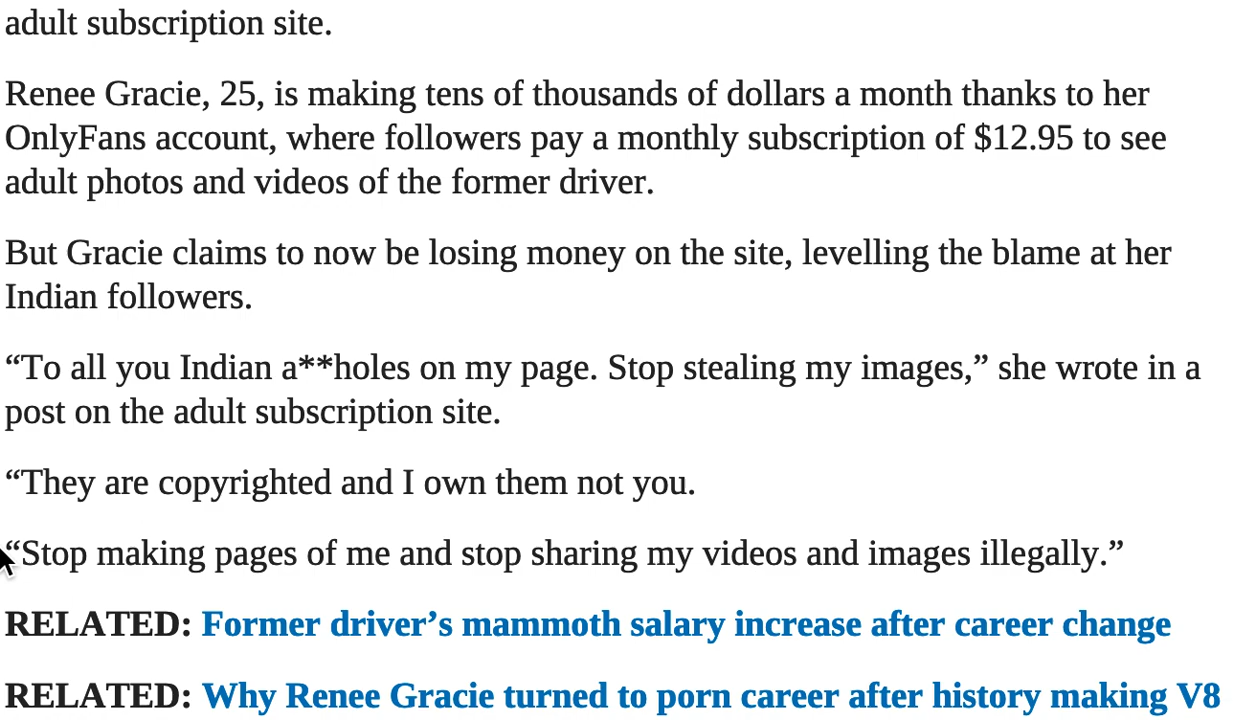 adult subscription site.
Renee Gracie, 25, is making tens of thousands of dollars a month thanks to her
OnlyFans account, where followers pay a monthly subscription of $12.95 to see
adult photos and videos of the former driver.
But Gracie claims to now be losing money on the site, levelling the blame at her
Indian followers.
“To all you Indian a**holes on my page. Stop stealing my images,” she wrote in a
post on the adult subscription site.
“They are copyrighted and I own them not you.
“Stop making pages of me and stop sharing my videos and images illegally.”
RELATED: Former driver’s mammoth salary increase after career change
RELATED: Why Renee Gracie turned to porn career after history making V8